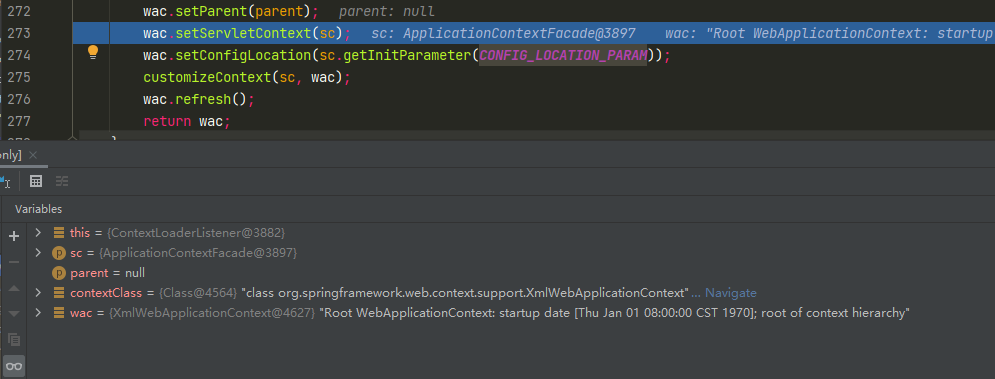 272 wac.setParent(parent); parent: null
273 wac.setServletContext(sc); sc: ApplicationContextFacade@3897 wac: "Root WebApplicationContext: startup
274 wac.setConfigLocation(sc.getInitParameter(CONFIG_LOCATION_PARAM));
275 customizeContext(sc, wac);
276 wac.refresh();
277 return wac;
}
only] ×
Variables
this = {ContextLoaderListener@3882}
p sc = {ApplicationContextFacade@3897}
p parent = null
contextClass = {Class@4564} "class org.springframework.web.context.support.XmlWebApplicationContext"... Navigate
wac = {XmlWebApplicationContext@4627} "Root WebApplicationContext: startup date [Thu Jan 01 08:00:00 CST 1970]; root of context hierarchy"